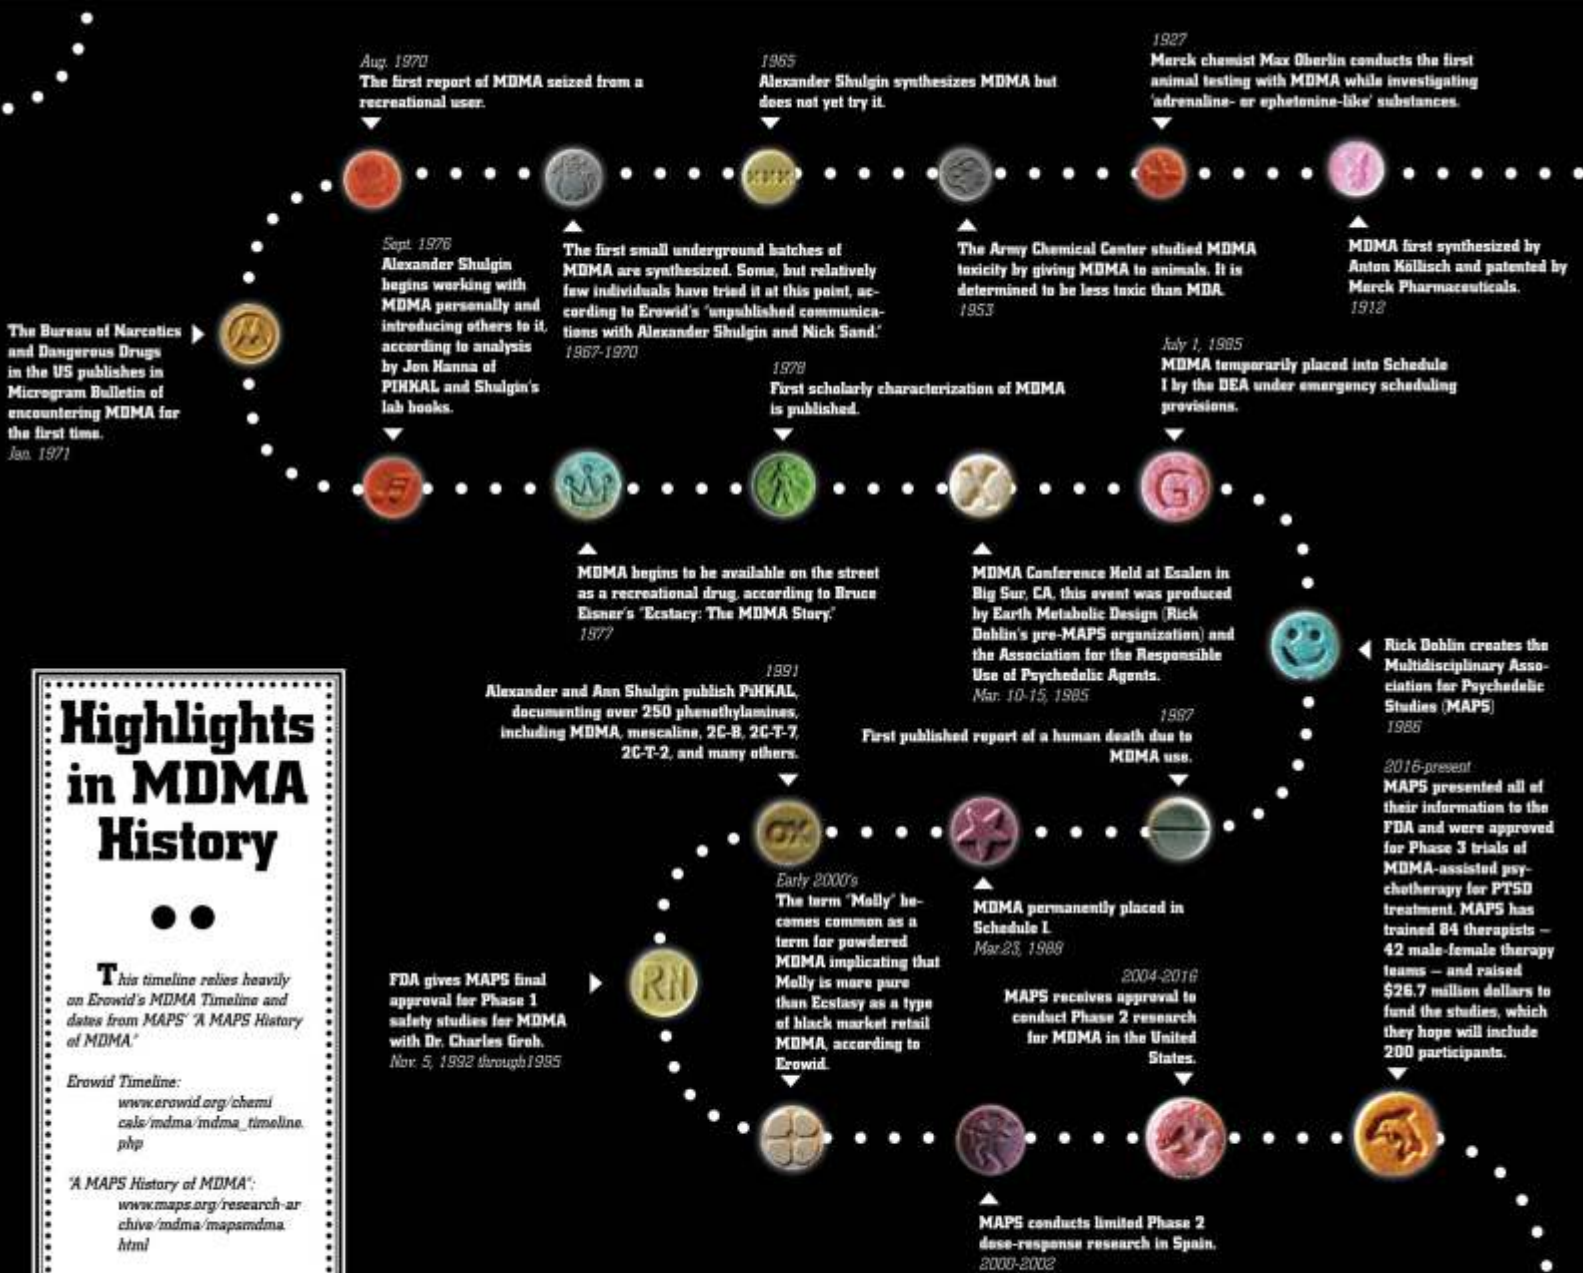 Aug. 1970
The first report of MDMA seized from a
recreational user.
1965
Alexander Shulgin synthesizes MDMA but
does not yet try it.
1927
Merck chemist Max Oberlin conducts the first
animal testing with MDMA while investigating
'adrenaline- or ephetonine-like' substances.
MMM
Sept. 1976
Alexander Shulgin
begins working with
MDMA personally and
introducing others to it,
according to analysis
by Jon Hanna of
PIHKAL and Shulgin's
lab books.
The first small underground batches of
MDMA are synthesized. Some, but relatively
few individuals have tried it at this point, ac-
cording to Erowid's "unpublished communica-
tions with Alexander Shulgin and Nick Sand."
1967-1970
The Army Chemical Center studied MDMA
toxicity by giving MDMA to animals. It is
determined to be less toxic than MDA.
1953
MDMA first synthesized by
Anton Köllisch and patented by
Merck Pharmaceuticals.
1912
The Bureau of Narcotics
and Dangerous Drugs
in the US publishes in
Microgram Bulletin of
encountering MDMA for
the first time.
Jan. 1971
1978
First scholarly characterization of MDMA
is published.
July 1, 1985
MDMA temporarily placed into Schedule
I by the DEA under emergency scheduling
provisions.
X
G
MDMA begins to be available on the street
as a recreational drug, according to Bruce
Eisner's "Ecstacy: The MDMA Story."
1977
MDMA Conference Held at Esalen in
Big Sur, CA, this event was produced
by Earth Metabolic Design (Rick
Doblin's pre-MAPS organization) and
the Association for the Responsible
Use of Psychedelic Agents.
Mar. 10-15, 1985
Rick Doblin creates the
Multidisciplinary Asso-
ciation for Psychedelic
Studies (MAPS)
1986
1991
Alexander and Ann Shulgin publish PiHKAL,
documenting over 250 phenethylamines,
including MDMA, mescaline, 2C-B, 2C-T-7,
2C-T-2, and many others.
1987
First published report of a human death due to
MDMA use.
OX
MDMA permanently placed in
Schedule I.
Mar.23, 1988
RN
FDA gives MAPS final
approval for Phase 1
safety studies for MDMA
with Dr. Charles Grob.
Nov. 5, 1992 through1995
Early 2000's
The term "Molly" be-
comes common as a
term for powdered
MDMA implicating that
Molly is more pure
than Ecstasy as a type
of black market retail
MDMA, according to
Erowid.
2004-2016
MAPS receives approval to
conduct Phase 2 research
for MDMA in the United
States.
2016-present
MAPS presented all of
their information to the
FDA and were approved
for Phase 3 trials of
MDMA-assisted psy-
chotherapy for PTSD
treatment. MAPS has
trained 84 therapists —
42 male-female therapy
teams — and raised
$26.7 million dollars to
fund the studies, which
they hope will include
200 participants.
MAPS conducts limited Phase 2
dose-response research in Spain.
2000-2002
Highlights
in MDMA
History
This timeline relies heavily
on Erowid's MDMA Timeline and
dates from MAPS' "A MAPS History
of MDMA."
Erowid Timeline:
www.erowid.org/chemi
cals/mdma/mdma_timeline.
php
"A MAPS History of MDMA":
www.maps.org/research-ar
chive/mdma/mapsmdma.
html